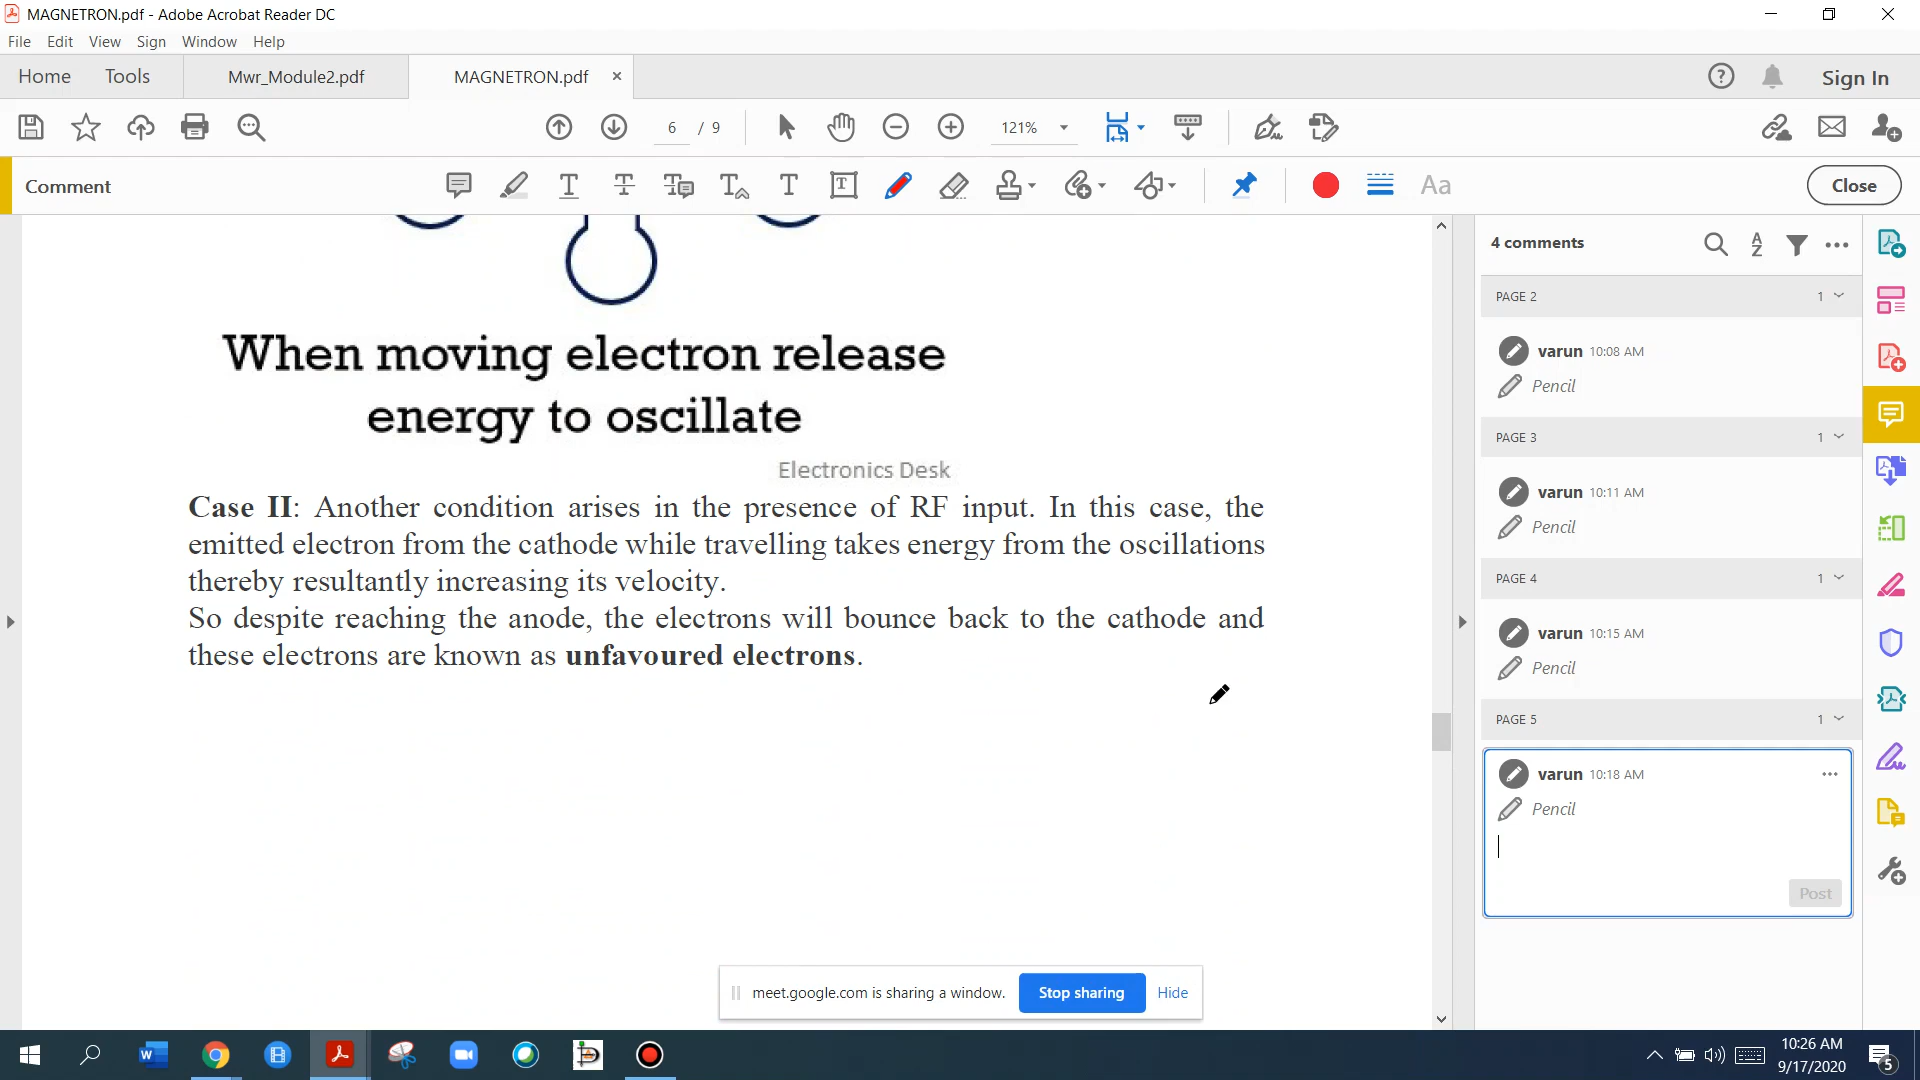 MAGNETRON.pdf - Adobe Acrobat Reader DC
File Edit View Sign Window Help
Home Tools Mwr_Module2.pdf MAGNETRON.pdf × Sign In
6 / 9 121%
Comment Close
4 comments
PAGE 2 1
varun 10:08 AM
Pencil
PAGE 3 1
varun 10:11 AM
Pencil
PAGE 4 1
varun 10:15 AM
Pencil
PAGE 5 1
varun 10:18 AM
Pencil
Post
When moving electron release
energy to oscillate
Electronics Desk
Case II: Another condition arises in the presence of RF input. In this case, the
emitted electron from the cathode while travelling takes energy from the oscillations
thereby resultantly increasing its velocity.
So despite reaching the anode, the electrons will bounce back to the cathode and
these electrons are known as unfavoured electrons.
meet.google.com is sharing a window. Stop sharing Hide
10:26 AM
9/17/2020
5